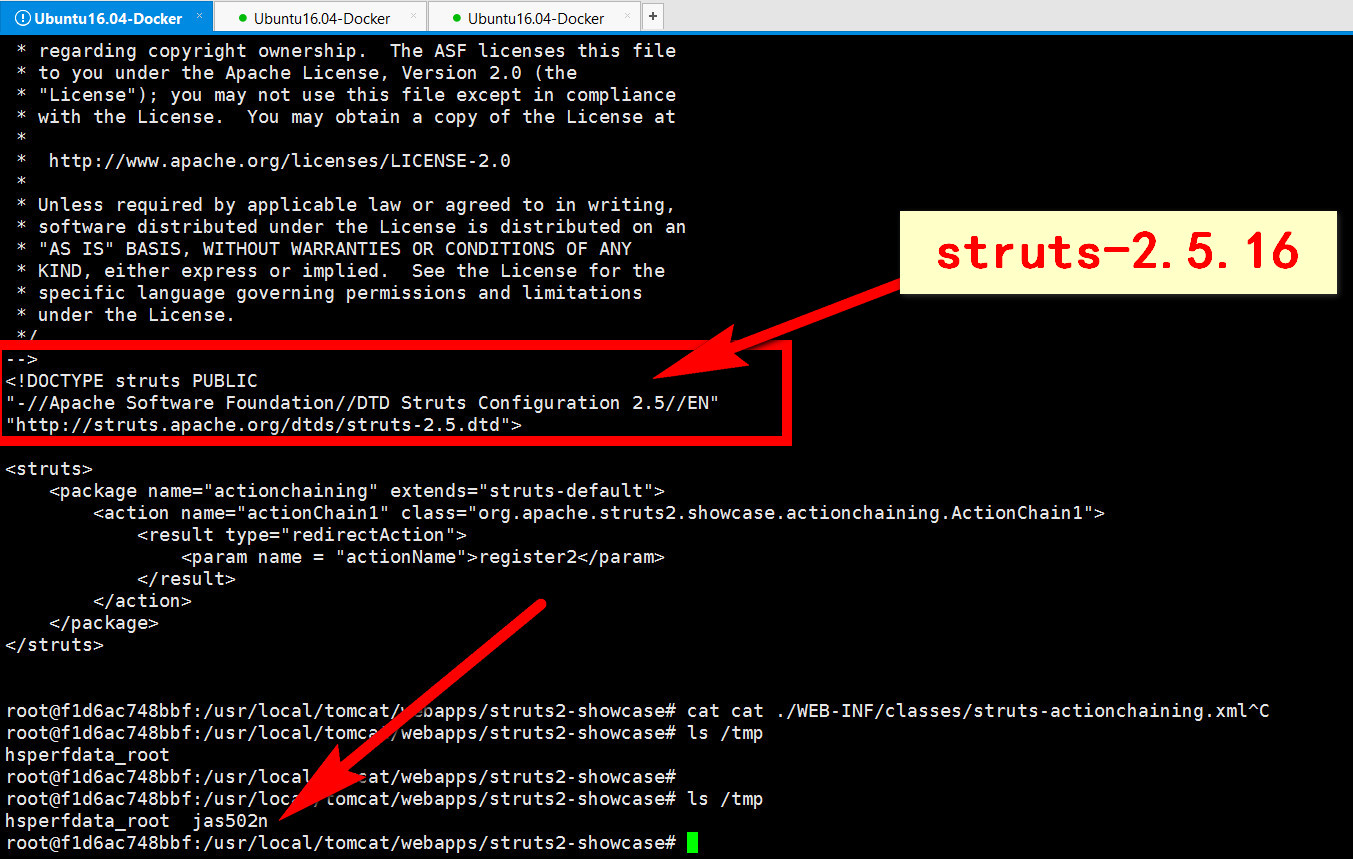 Ubuntu16.04-Docker × Ubuntu16.04-Docker × Ubuntu16.04-Docker × +
* regarding copyright ownership.  The ASF licenses this file
* to you under the Apache License, Version 2.0 (the
* "License"); you may not use this file except in compliance
* with the License.  You may obtain a copy of the License at
*
*  http://www.apache.org/licenses/LICENSE-2.0
*
* Unless required by applicable law or agreed to in writing,
* software distributed under the License is distributed on an
* "AS IS" BASIS, WITHOUT WARRANTIES OR CONDITIONS OF ANY
* KIND, either express or implied.  See the License for the
* specific language governing permissions and limitations
* under the License.
*/
struts-2.5.16
-->
<!DOCTYPE struts PUBLIC
"-//Apache Software Foundation//DTD Struts Configuration 2.5//EN"
"http://struts.apache.org/dtds/struts-2.5.dtd">
<struts>
    <package name="actionchaining" extends="struts-default">
        <action name="actionChain1" class="org.apache.struts2.showcase.actionchaining.ActionChain1">
            <result type="redirectAction">
                <param name = "actionName">register2</param>
            </result>
        </action>
    </package>
</struts>
root@f1d6ac748bbf:/usr/local/tomcat/webapps/struts2-showcase# cat cat ./WEB-INF/classes/struts-actionchaining.xml^C
root@f1d6ac748bbf:/usr/local/tomcat/webapps/struts2-showcase# ls /tmp
hsperfdata_root
root@f1d6ac748bbf:/usr/local/tomcat/webapps/struts2-showcase#
root@f1d6ac748bbf:/usr/local/tomcat/webapps/struts2-showcase# ls /tmp
hsperfdata_root  jas502n
root@f1d6ac748bbf:/usr/local/tomcat/webapps/struts2-showcase#